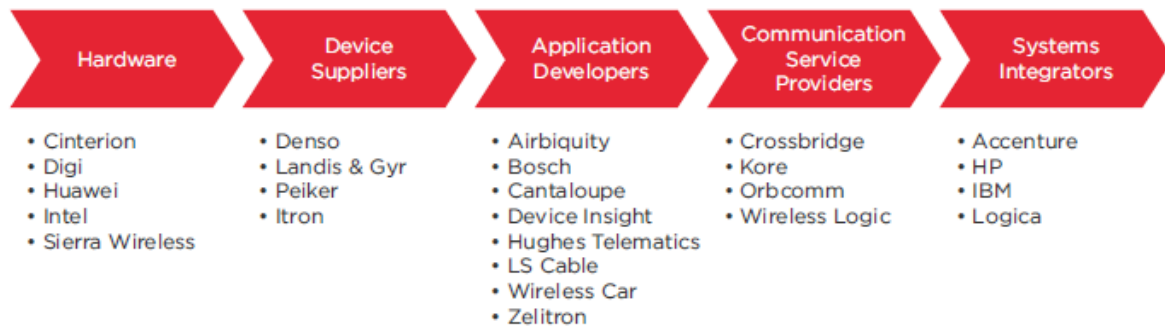 Hardware
Device
Suppliers
Application
Developers
Communication
Service
Providers
Systems
Integrators
• Cinterion
• Digi
• Huawei
• Intel
• Sierra Wireless
• Denso
• Landis & Gyr
• Peiker
• Itron
• Airbiquity
• Bosch
• Cantaloupe
• Device Insight
• Hughes Telematics
• LS Cable
• Wireless Car
• Zelitron
• Crossbridge
• Kore
• Orbcomm
• Wireless Logic
• Accenture
• HP
• IBM
• Logica